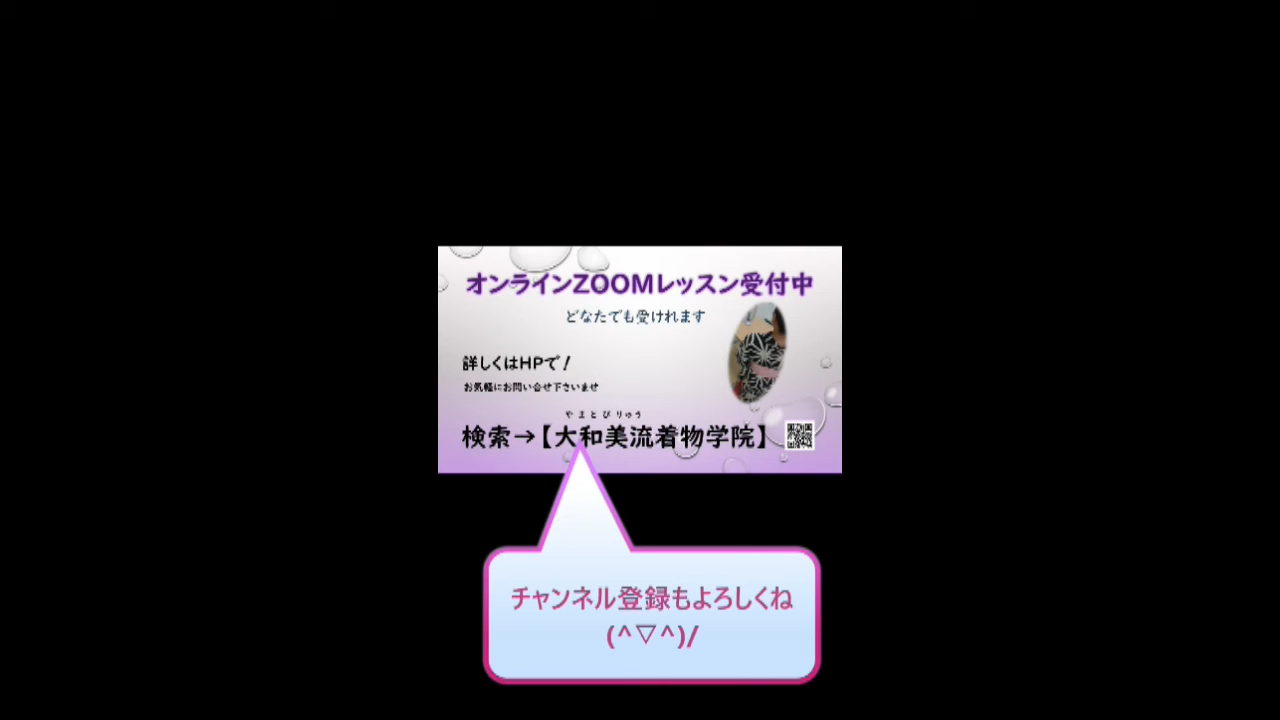 オンラインZOOMレッスン受付中
どなたでも受けれます
詳しくはHPで！
お気軽にお問い合せ下さいませ
やまとびりゅう
検索→【大和美流着物学院】
チャンネル登録もよろしくね
(^▽^)/